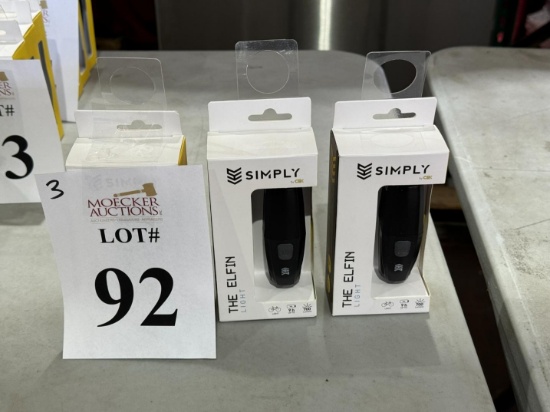 T#
3
3
MOECKER
AUCTIONS
LOT#
92
SIMPLY
THE ELFIN
LIGHT
SIMPLY
THE ELFIN
LIGHT